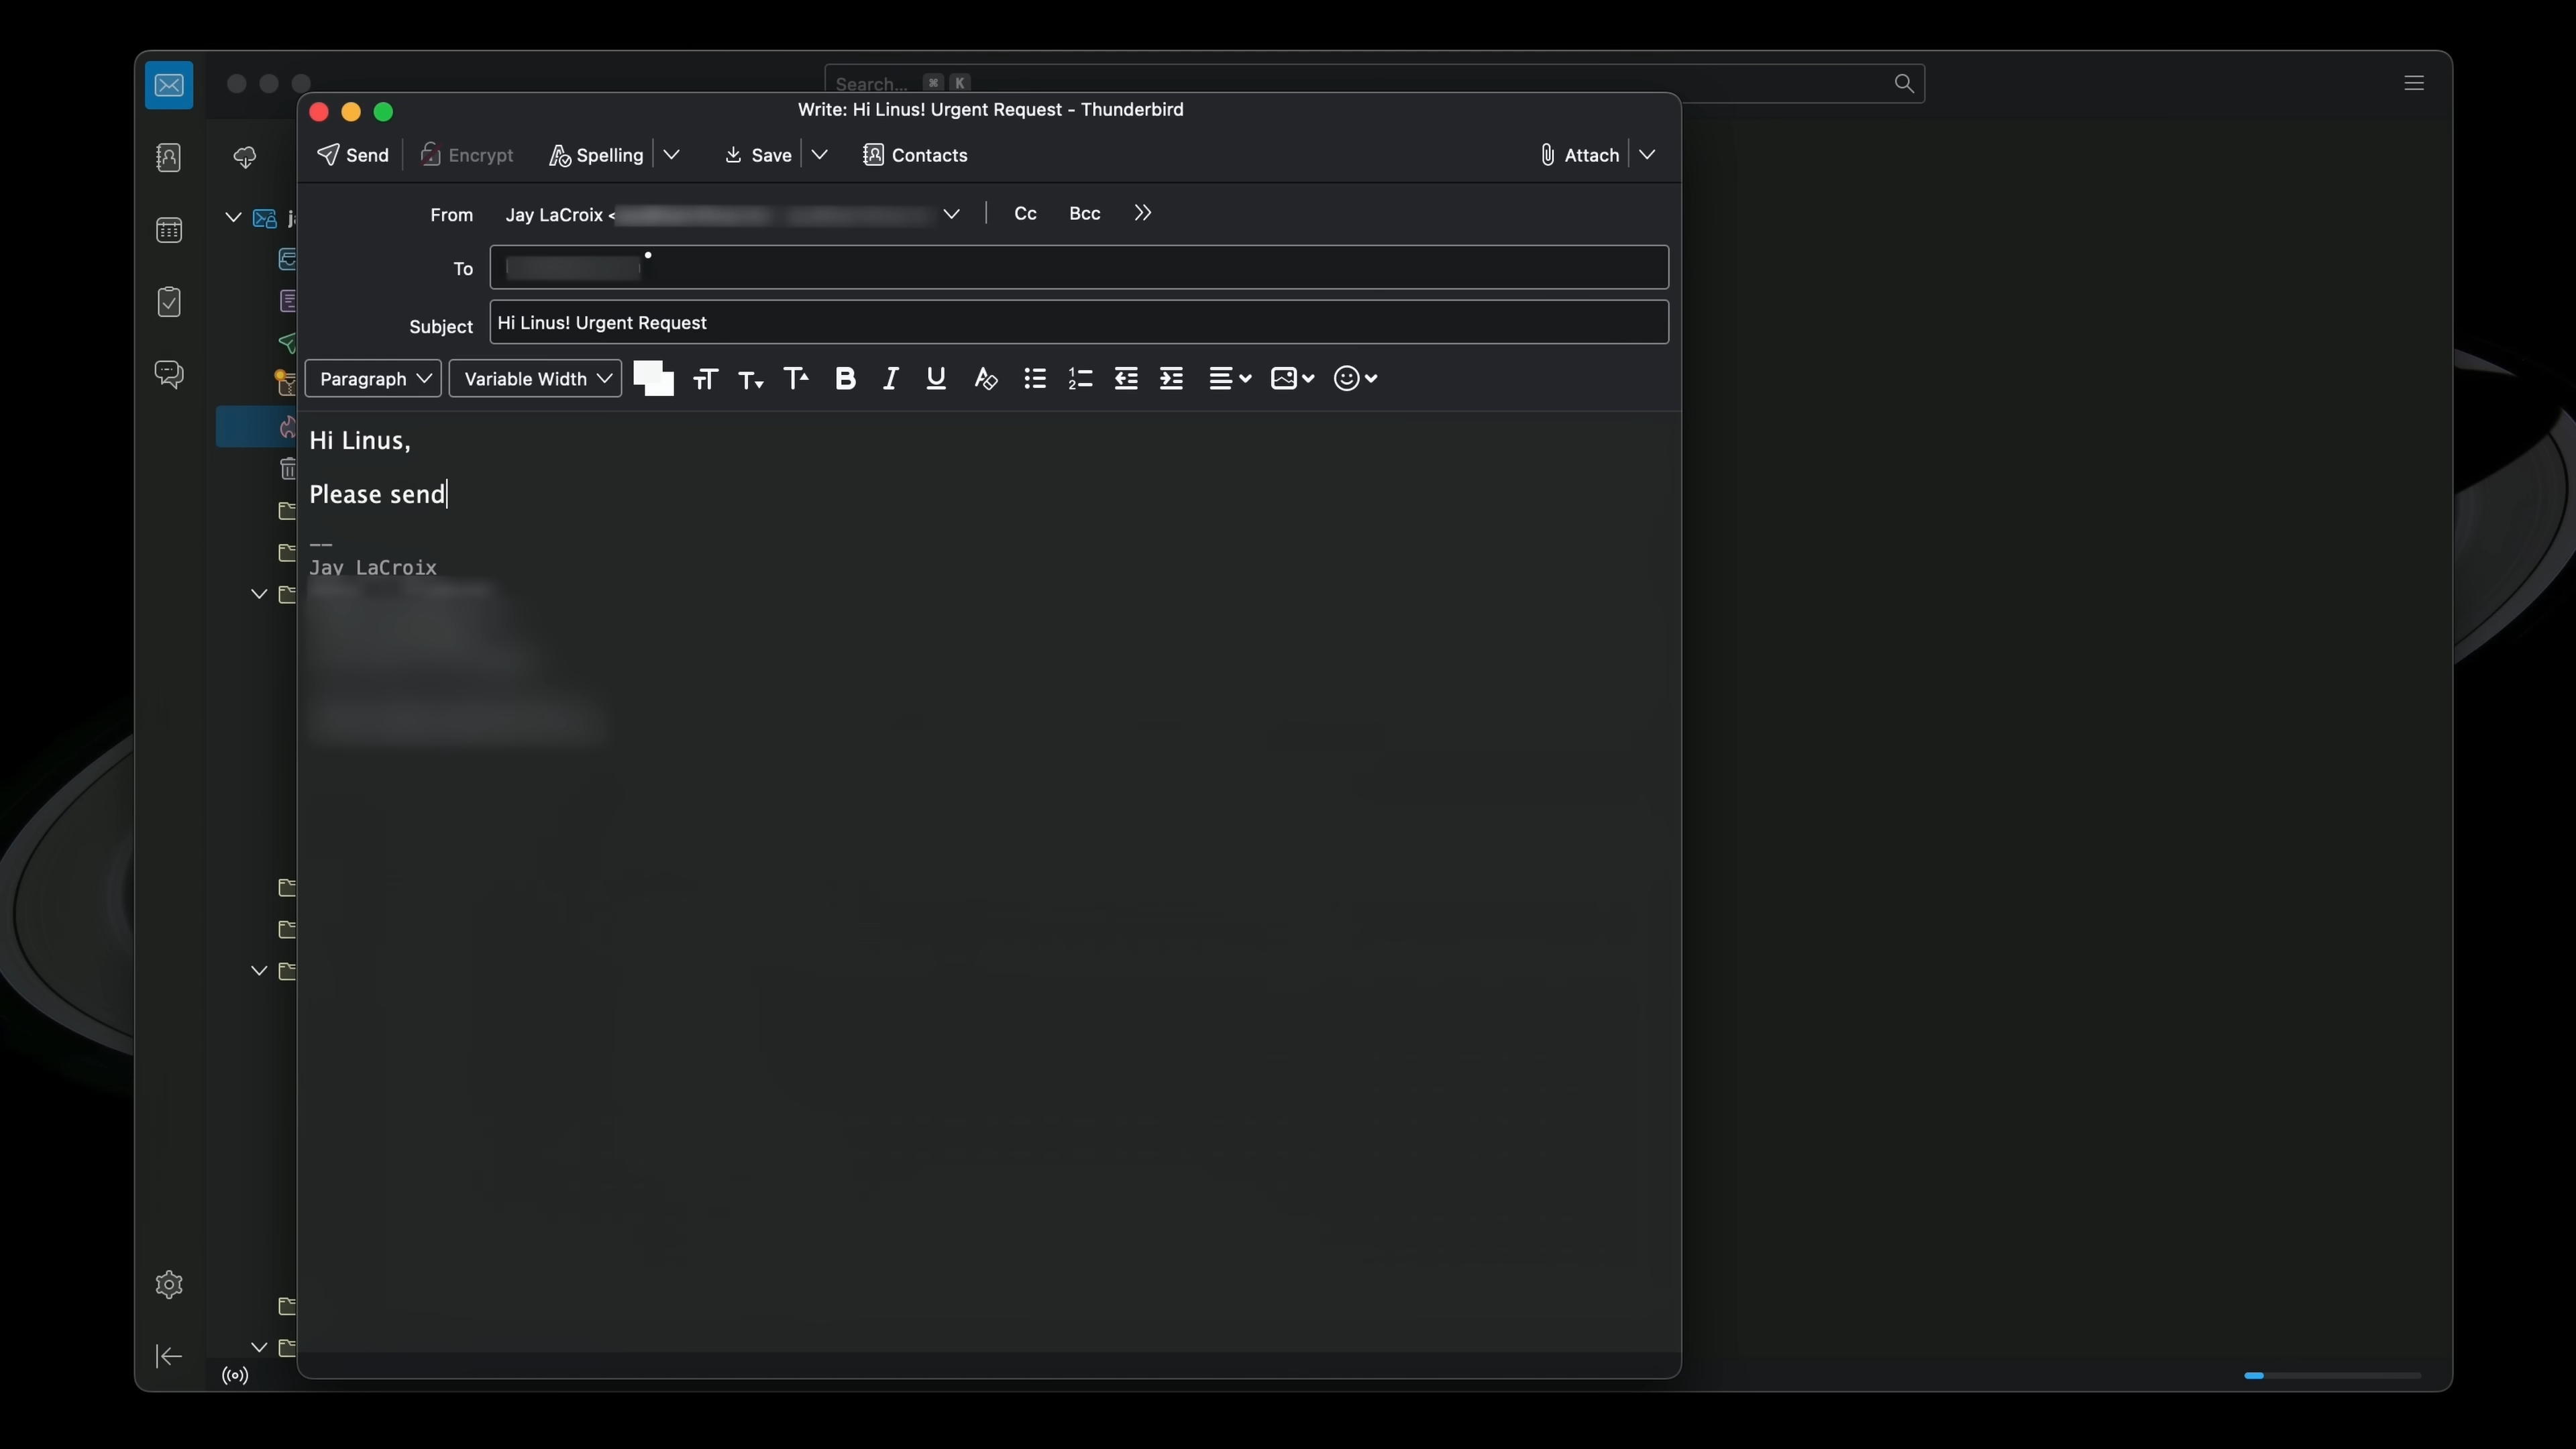 Search... ⌘ K
Write: Hi Linus! Urgent Request - Thunderbird
Send Encrypt Spelling Save Contacts Attach
From Jay LaCroix < Cc Bcc
To
Subject Hi Linus! Urgent Request
Paragraph Variable Width
Hi Linus,
Please send
--
Jay LaCroix